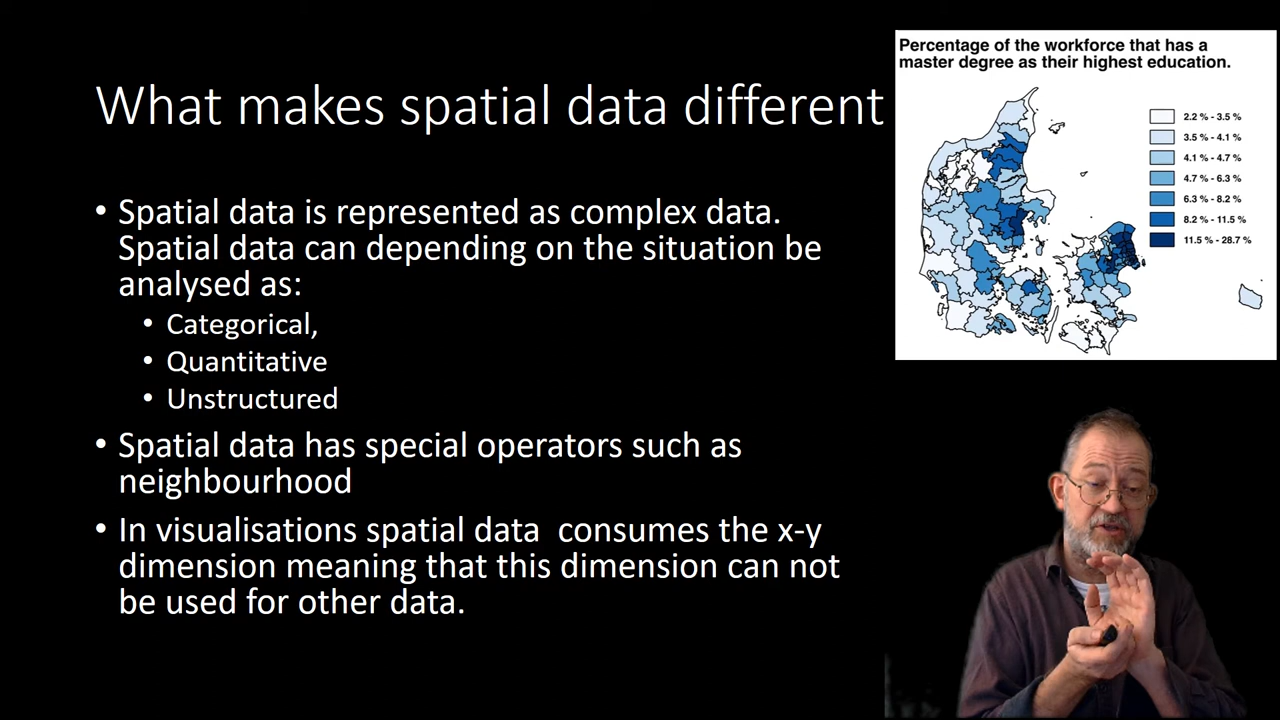 What makes spatial data different
• Spatial data is represented as complex data.
Spatial data can depending on the situation be
analysed as:
• Categorical,
• Quantitative
• Unstructured
• Spatial data has special operators such as
neighbourhood
• In visualisations spatial data  consumes the x-y
dimension meaning that this dimension can not
be used for other data.
Percentage of the workforce that has a
master degree as their highest education.
2.2 % - 3.5 %
3.5 % - 4.1 %
4.1 % - 4.7 %
4.7 % - 6.3 %
6.3 % - 8.2 %
8.2 % - 11.5 %
11.5 % - 28.7 %